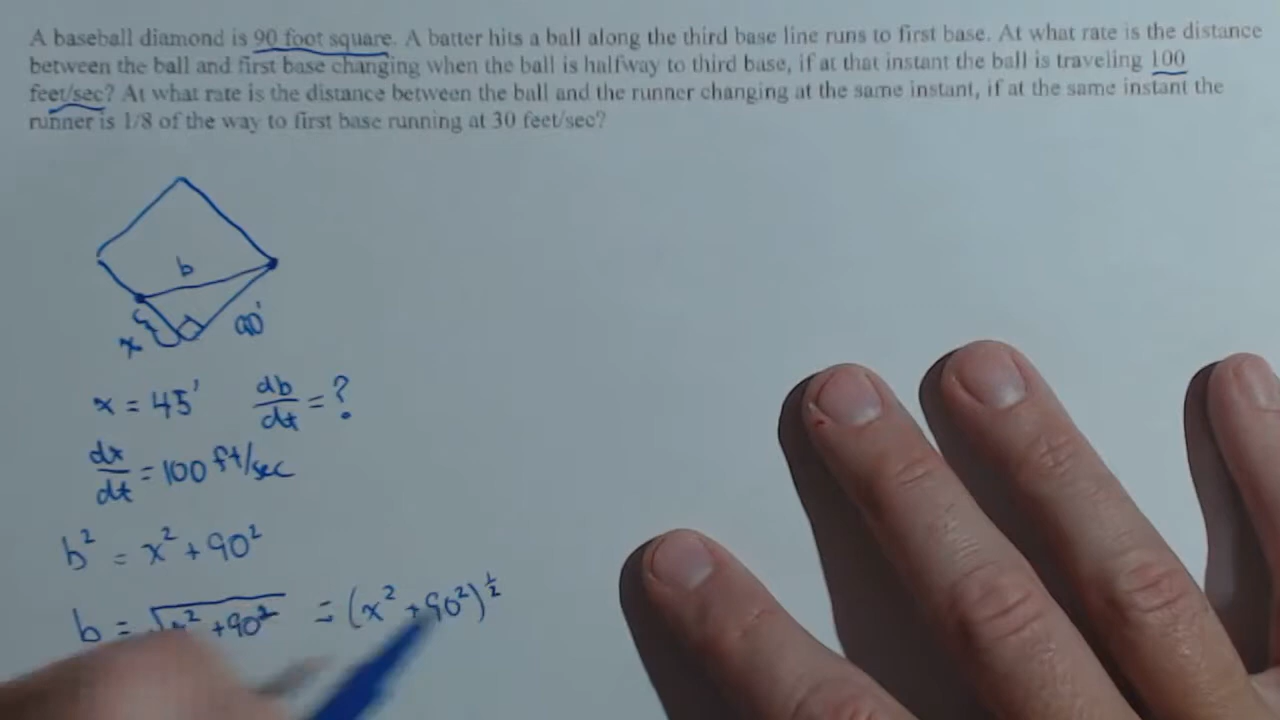 A baseball diamond is 90 foot square. A batter hits a ball along the third base line runs to first base. At what rate is the distance
between the ball and first base changing when the ball is halfway to third base, if at that instant the ball is traveling 100
feet/sec? At what rate is the distance between the ball and the runner changing at the same instant, if at the same instant the
runner is 1/8 of the way to first base running at 30 feet/sec?
b
x 90'
x = 45' db/dt = ?
dx/dt = 100 ft/sec
b² = x² + 90²
b = √x² + 90² = (x² + 90²)^½